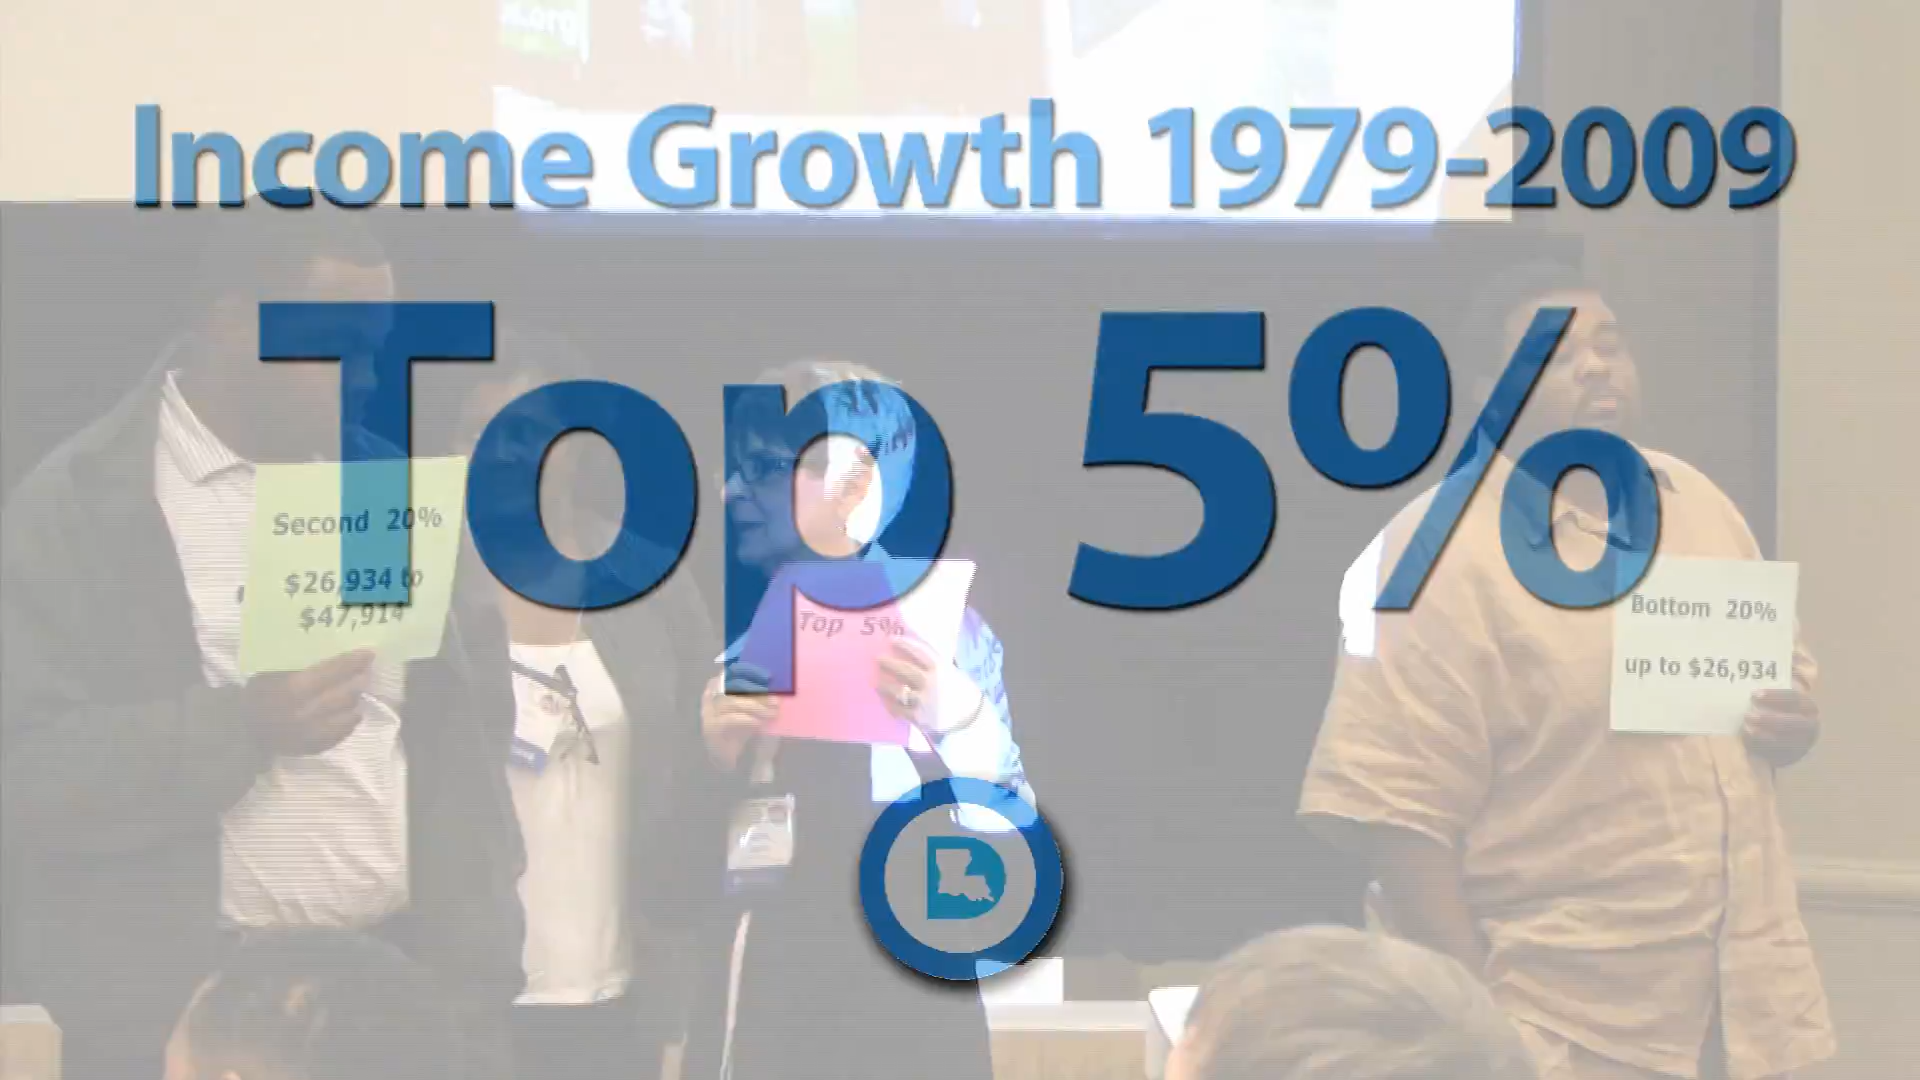 .org
Income Growth 1979-2009
Top 5%
Second 20%
$26,934 to
$47,914
Top 5%
Bottom 20%
up to $26,934
D